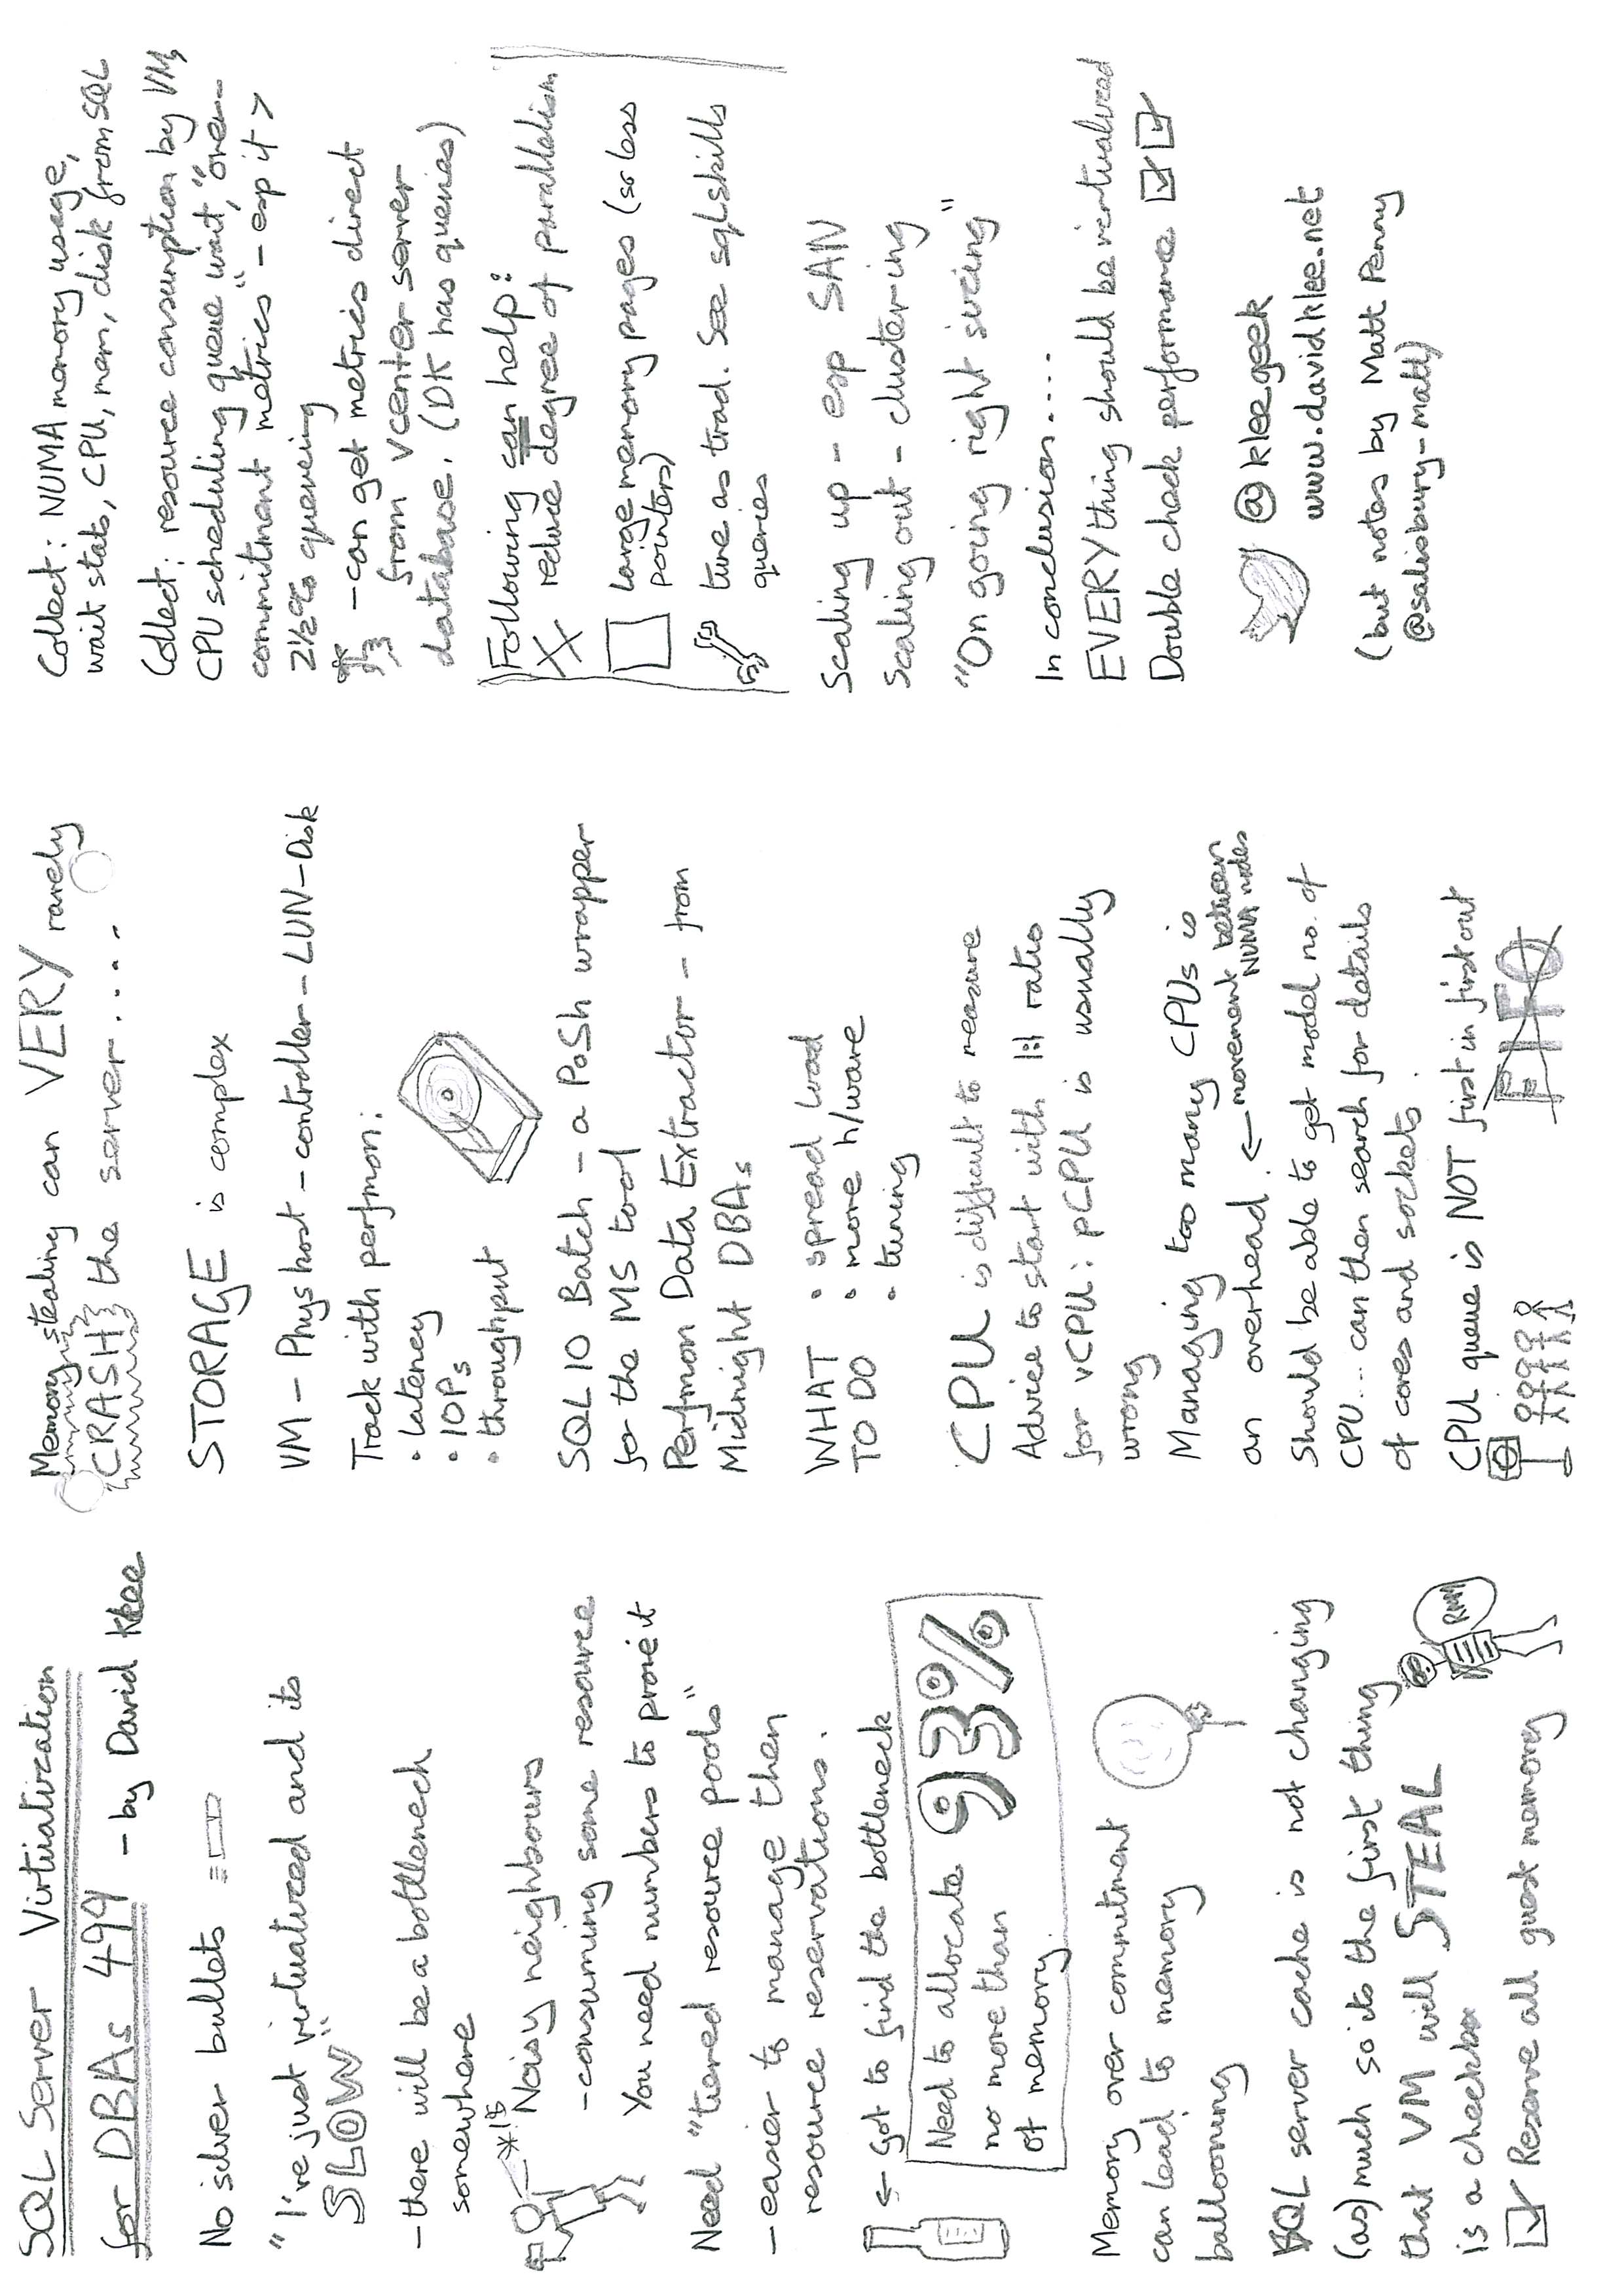 SQL Server Virtualization
for DBAs 499 - by David Klee
No silver bullets
"I've just virtualized and its
SLOW"
- there will be a bottleneck
somewhere
*!$
Noisy neighbours
- consuming some resource
You need numbers to prove it
Need "tiered resource pools"
- easier to manage then
resource reservations.
← got to find the bottleneck
Need to allocate
no more than 93%
of memory.
Memory over commitment
can lead to memory
ballooning
SQL server cache is not changing
(as) much so its the first thing
that VM will STEAL
is a checkbox
RAM
Reserve all guest memory
Memory stealing can VERY rarely
CRASH the server ....
STORAGE is complex
VM - Phys host - controller - LUN - Disk
Track with perfmon:
• latency
• IOPs
• throughput
SQL IO Batch - a PoSh wrapper
for the MS tool
Perfmon Data Extractor - from
Midnight DBAs
WHAT
TO DO
• spread load
• more h/ware
• tuning
CPU is difficult to measure
Advice to start with 1:1 ratio
for vCPU : pCPU is usually
wrong
Managing too many CPUs is
an overhead. ← movement between
NUMA nodes
Should be able to get model no. of
CPU... can then search for details
of cores and sockets.
CPU queue is NOT first in first out
FIFO
Collect: NUMA memory usage,
wait stats, CPU, mem, disk from SQL
Collect: resource consumption by VM,
CPU scheduling queue wait, "over-
commitment metrics" - esp if >
2½% queueing
- can get metrics direct
from vcenter server
database. (DK has queries)
Following can help:
reduce degree of parallelism
large memory pages (so less
pointers)
tune as trad. See sqlskills
queries
Scaling up - esp SAN
Scaling out - clustering
"On going right sizing"
In conclusion....
EVERYthing should be virtualized
Double check performance
@kleegeek
www.davidklee.net
(but notes by Matt Penny
@salisbury-matt)